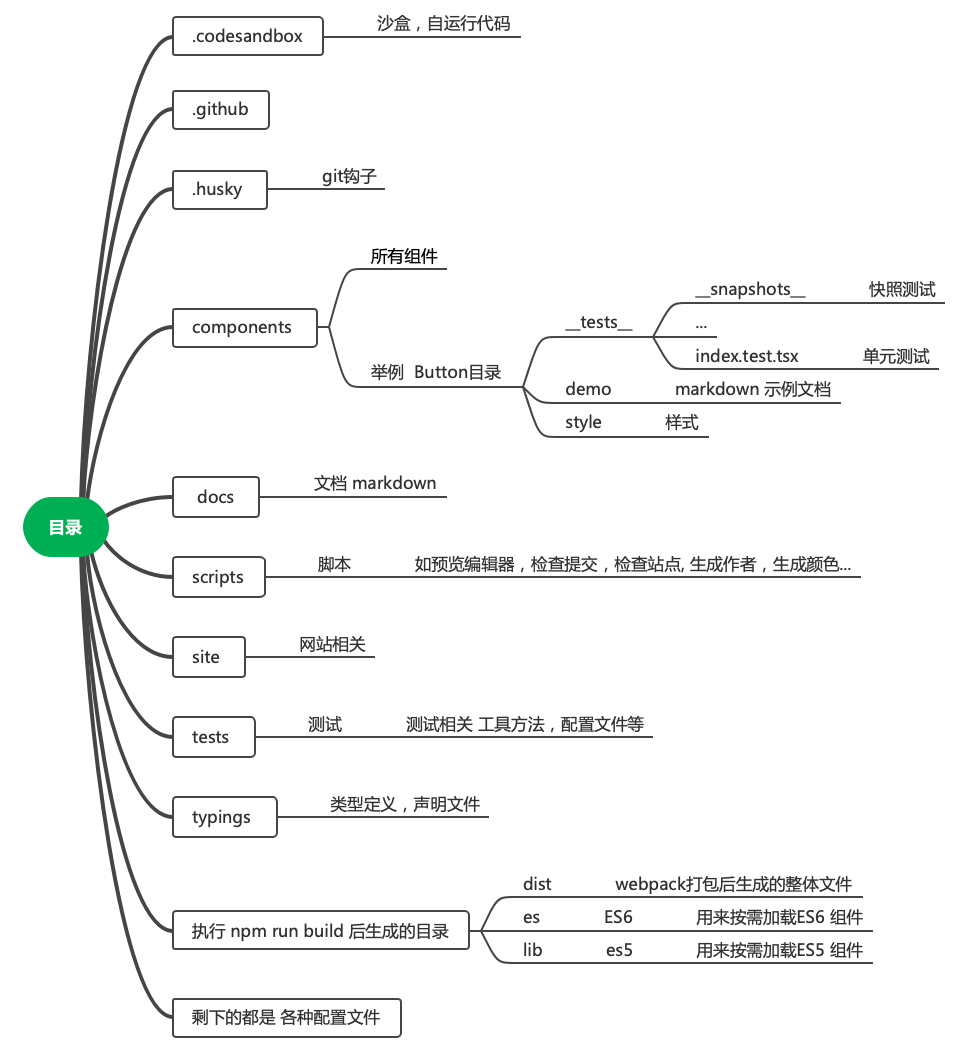 .codesandbox 沙盒，自运行代码
.github
.husky git钩子
所有组件
components
__snapshots__ 快照测试
__tests__ ...
index.test.tsx 单元测试
举例 Button目录
demo markdown 示例文档
style 样式
docs 文档 markdown
目录
scripts 脚本 如预览编辑器，检查提交，检查站点, 生成作者，生成颜色...
site 网站相关
tests 测试 测试相关 工具方法，配置文件等
typings 类型定义，声明文件
dist webpack打包后生成的整体文件
执行 npm run build 后生成的目录 es ES6 用来按需加载ES6 组件
lib es5 用来按需加载ES5 组件
剩下的都是 各种配置文件